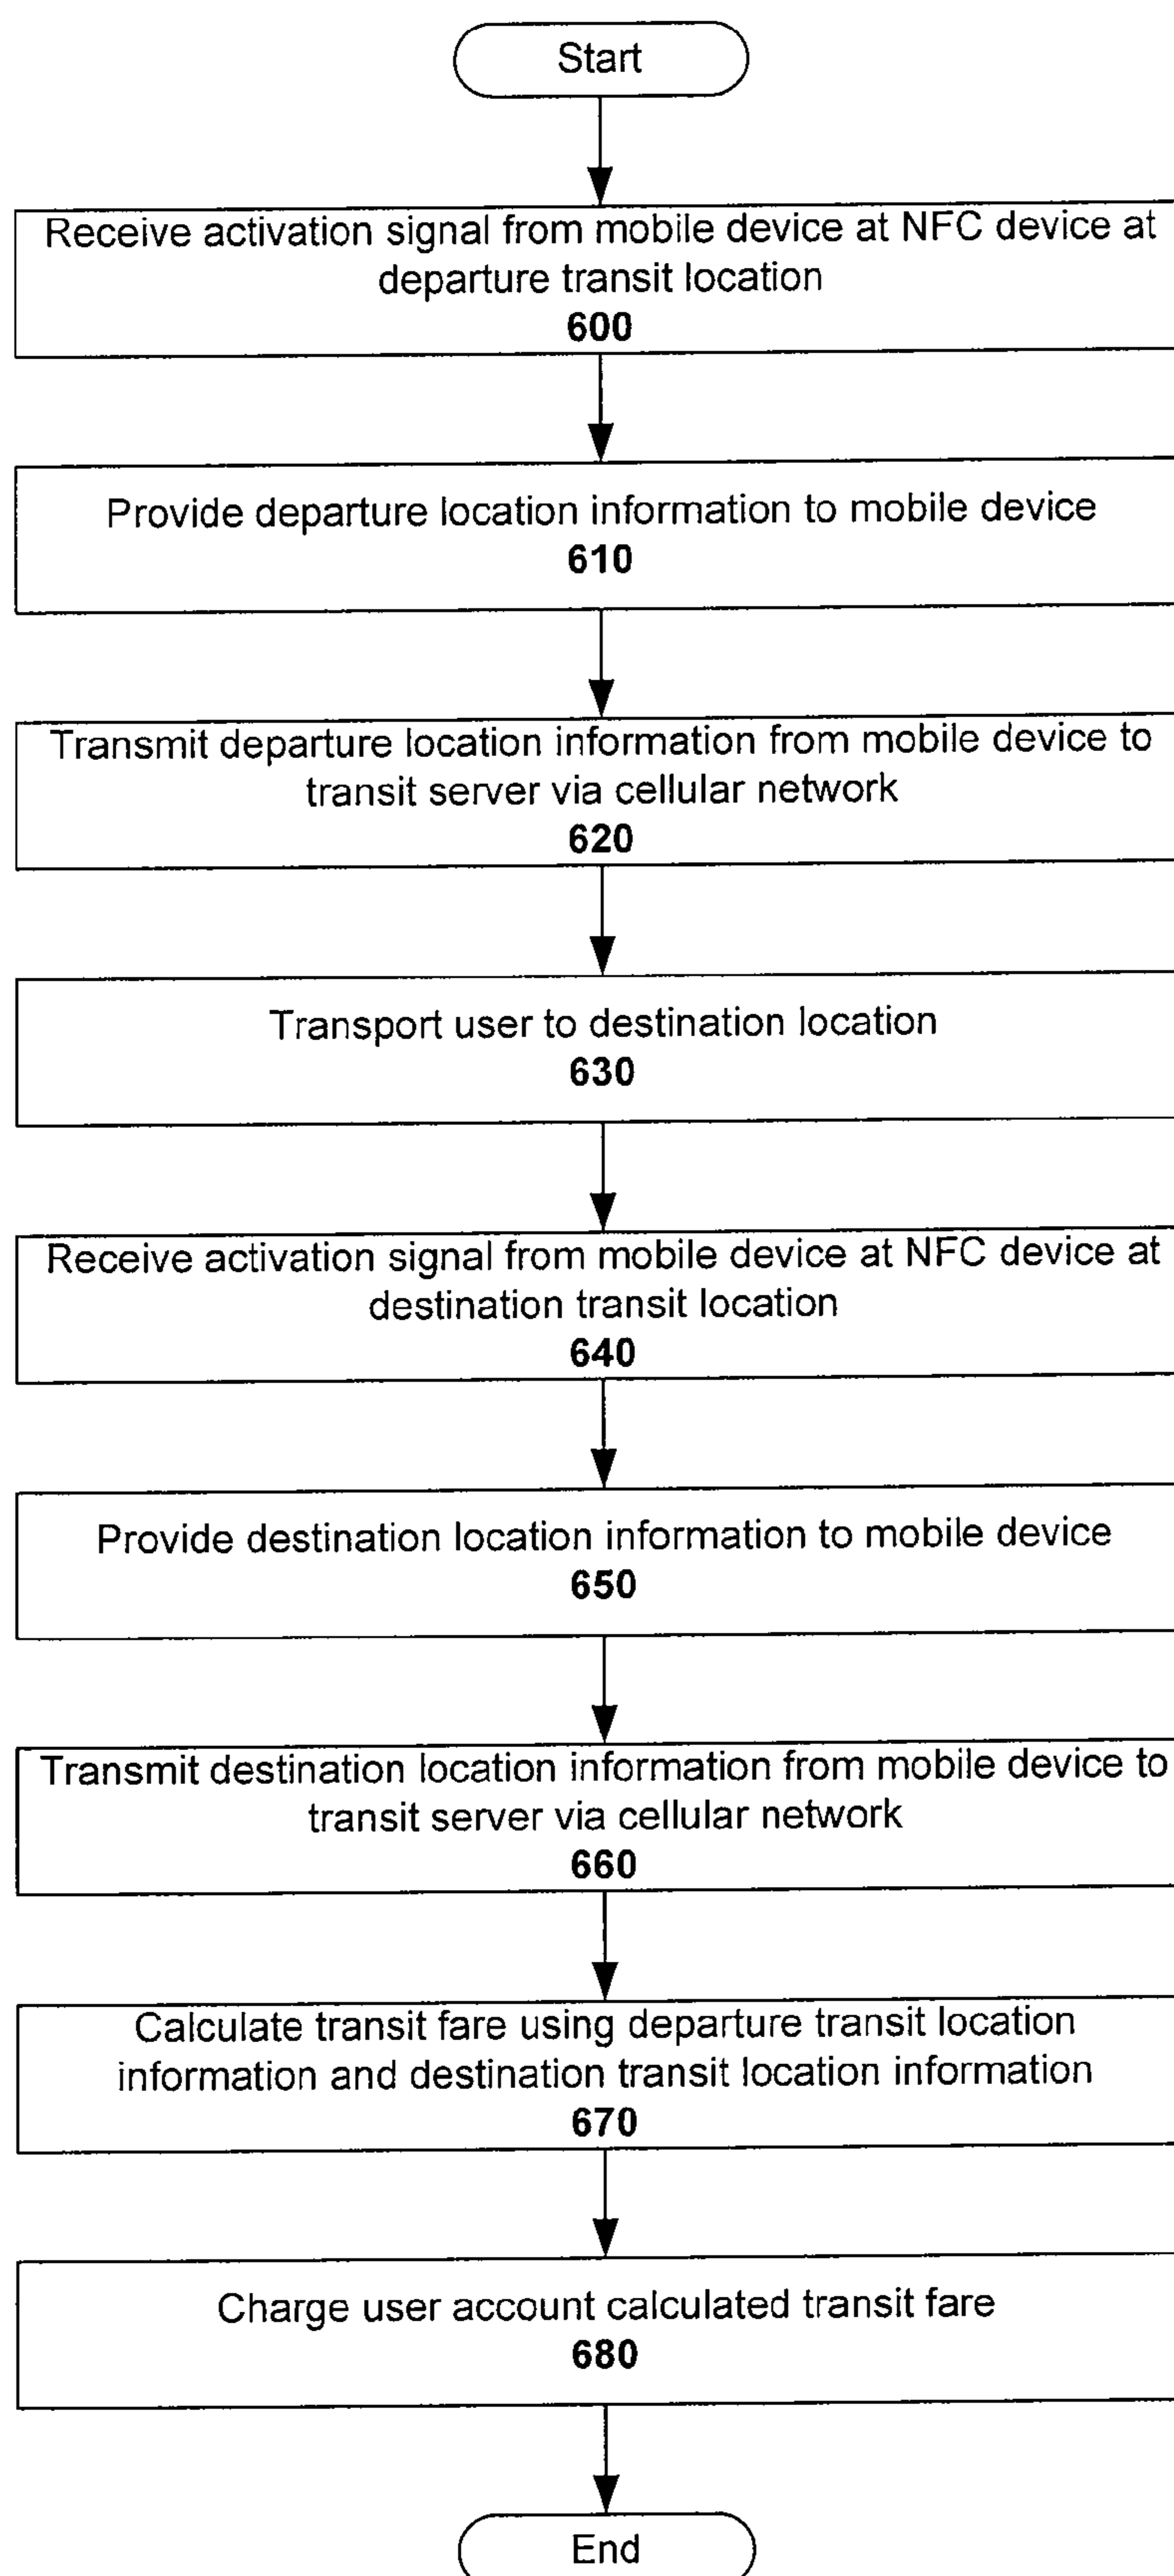 Start
Receive activation signal from mobile device at NFC device at
departure transit location
600
Provide departure location information to mobile device
610
Transmit departure location information from mobile device to
transit server via cellular network
620
Transport user to destination location
630
Receive activation signal from mobile device at NFC device at
destination transit location
640
Provide destination location information to mobile device
650
Transmit destination location information from mobile device to
transit server via cellular network
660
Calculate transit fare using departure transit location
information and destination transit location information
670
Charge user account calculated transit fare
680
End